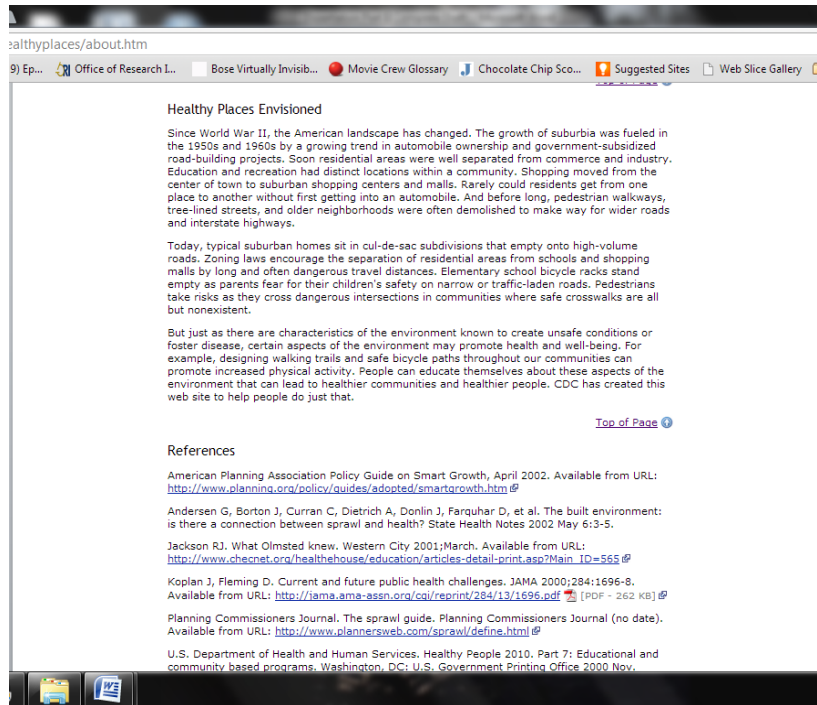 ealthyplaces/about.htm
9) Ep... Office of Research I... Bose Virtually Invisib... Movie Crew Glossary Chocolate Chip Sco... Suggested Sites Web Slice Gallery
Top of Page
Healthy Places Envisioned
Since World War II, the American landscape has changed. The growth of suburbia was fueled in
the 1950s and 1960s by a growing trend in automobile ownership and government-subsidized
road-building projects. Soon residential areas were well separated from commerce and industry.
Education and recreation had distinct locations within a community. Shopping moved from the
center of town to suburban shopping centers and malls. Rarely could residents get from one
place to another without first getting into an automobile. And before long, pedestrian walkways,
tree-lined streets, and older neighborhoods were often demolished to make way for wider roads
and interstate highways.
Today, typical suburban homes sit in cul-de-sac subdivisions that empty onto high-volume
roads. Zoning laws encourage the separation of residential areas from schools and shopping
malls by long and often dangerous travel distances. Elementary school bicycle racks stand
empty as parents fear for their children's safety on narrow or traffic-laden roads. Pedestrians
take risks as they cross dangerous intersections in communities where safe crosswalks are all
but nonexistent.
But just as there are characteristics of the environment known to create unsafe conditions or
foster disease, certain aspects of the environment may promote health and well-being. For
example, designing walking trails and safe bicycle paths throughout our communities can
promote increased physical activity. People can educate themselves about these aspects of the
environment that can lead to healthier communities and healthier people. CDC has created this
web site to help people do just that.
Top of Page
References
American Planning Association Policy Guide on Smart Growth, April 2002. Available from URL:
http://www.planning.org/policy/guides/adopted/smartgrowth.htm
Andersen G, Borton J, Curran C, Dietrich A, Donlin J, Farquhar D, et al. The built environment:
is there a connection between sprawl and health? State Health Notes 2002 May 6:3-5.
Jackson RJ. What Olmsted knew. Western City 2001;March. Available from URL:
http://www.checnet.org/healthehouse/education/articles-detail-print.asp?Main_ID=565
Koplan J, Fleming D. Current and future public health challenges. JAMA 2000;284:1696-8.
Available from URL: http://jama.ama-assn.org/cgi/reprint/284/13/1696.pdf [PDF - 262 KB]
Planning Commissioners Journal. The sprawl guide. Planning Commissioners Journal (no date).
Available from URL: http://www.plannersweb.com/sprawl/define.html
U.S. Department of Health and Human Services. Healthy People 2010. Part 7: Educational and
community based programs. Washington, DC: U.S. Government Printing Office 2000 Nov.